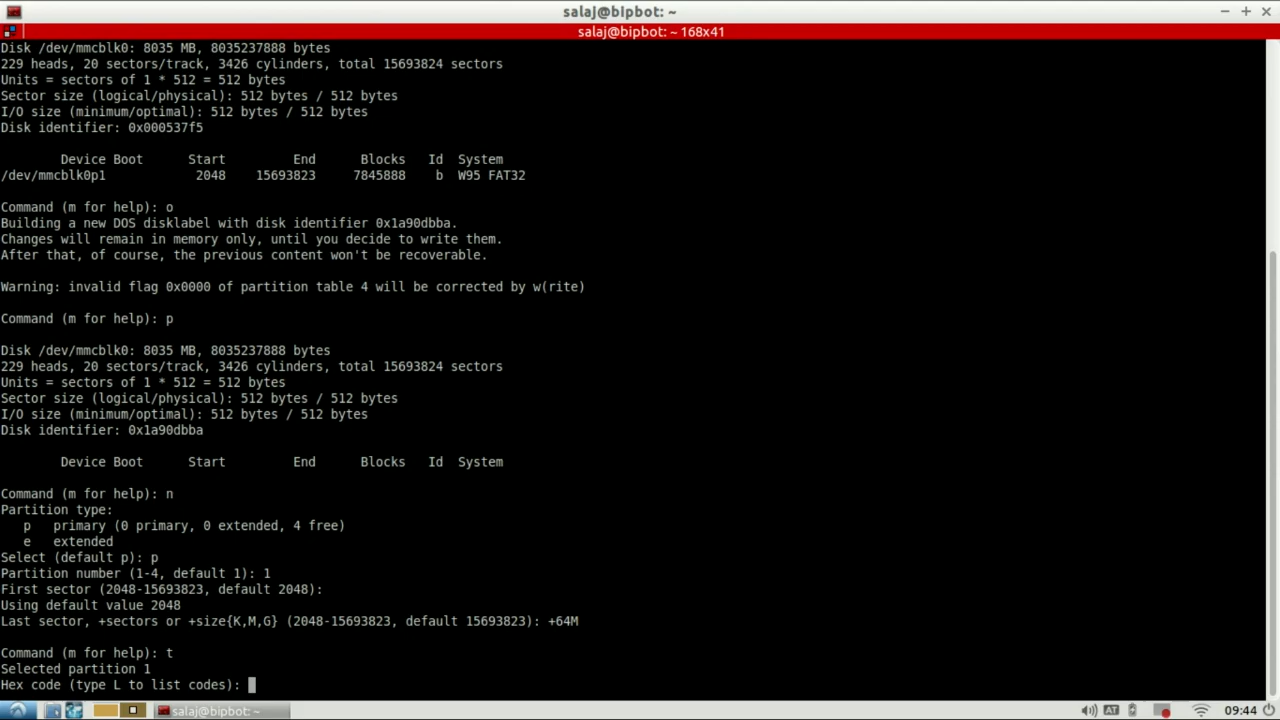 salaj@bipbot: ~
salaj@bipbot: ~ 168x41
Disk /dev/mmcblk0: 8035 MB, 8035237888 bytes
229 heads, 20 sectors/track, 3426 cylinders, total 15693824 sectors
Units = sectors of 1 * 512 = 512 bytes
Sector size (logical/physical): 512 bytes / 512 bytes
I/O size (minimum/optimal): 512 bytes / 512 bytes
Disk identifier: 0x000537f5
Device Boot Start End Blocks Id System
/dev/mmcblk0p1 2048 15693823 7845888 b W95 FAT32
Command (m for help): o
Building a new DOS disklabel with disk identifier 0x1a90dbba.
Changes will remain in memory only, until you decide to write them.
After that, of course, the previous content won't be recoverable.
Warning: invalid flag 0x0000 of partition table 4 will be corrected by w(rite)
Command (m for help): p
Disk /dev/mmcblk0: 8035 MB, 8035237888 bytes
229 heads, 20 sectors/track, 3426 cylinders, total 15693824 sectors
Units = sectors of 1 * 512 = 512 bytes
Sector size (logical/physical): 512 bytes / 512 bytes
I/O size (minimum/optimal): 512 bytes / 512 bytes
Disk identifier: 0x1a90dbba
Device Boot Start End Blocks Id System
Command (m for help): n
Partition type:
p primary (0 primary, 0 extended, 4 free)
e extended
Select (default p): p
Partition number (1-4, default 1): 1
First sector (2048-15693823, default 2048):
Using default value 2048
Last sector, +sectors or +size{K,M,G} (2048-15693823, default 15693823): +64M
Command (m for help): t
Selected partition 1
Hex code (type L to list codes):
salaj@bipbot: ~
AT
09:44